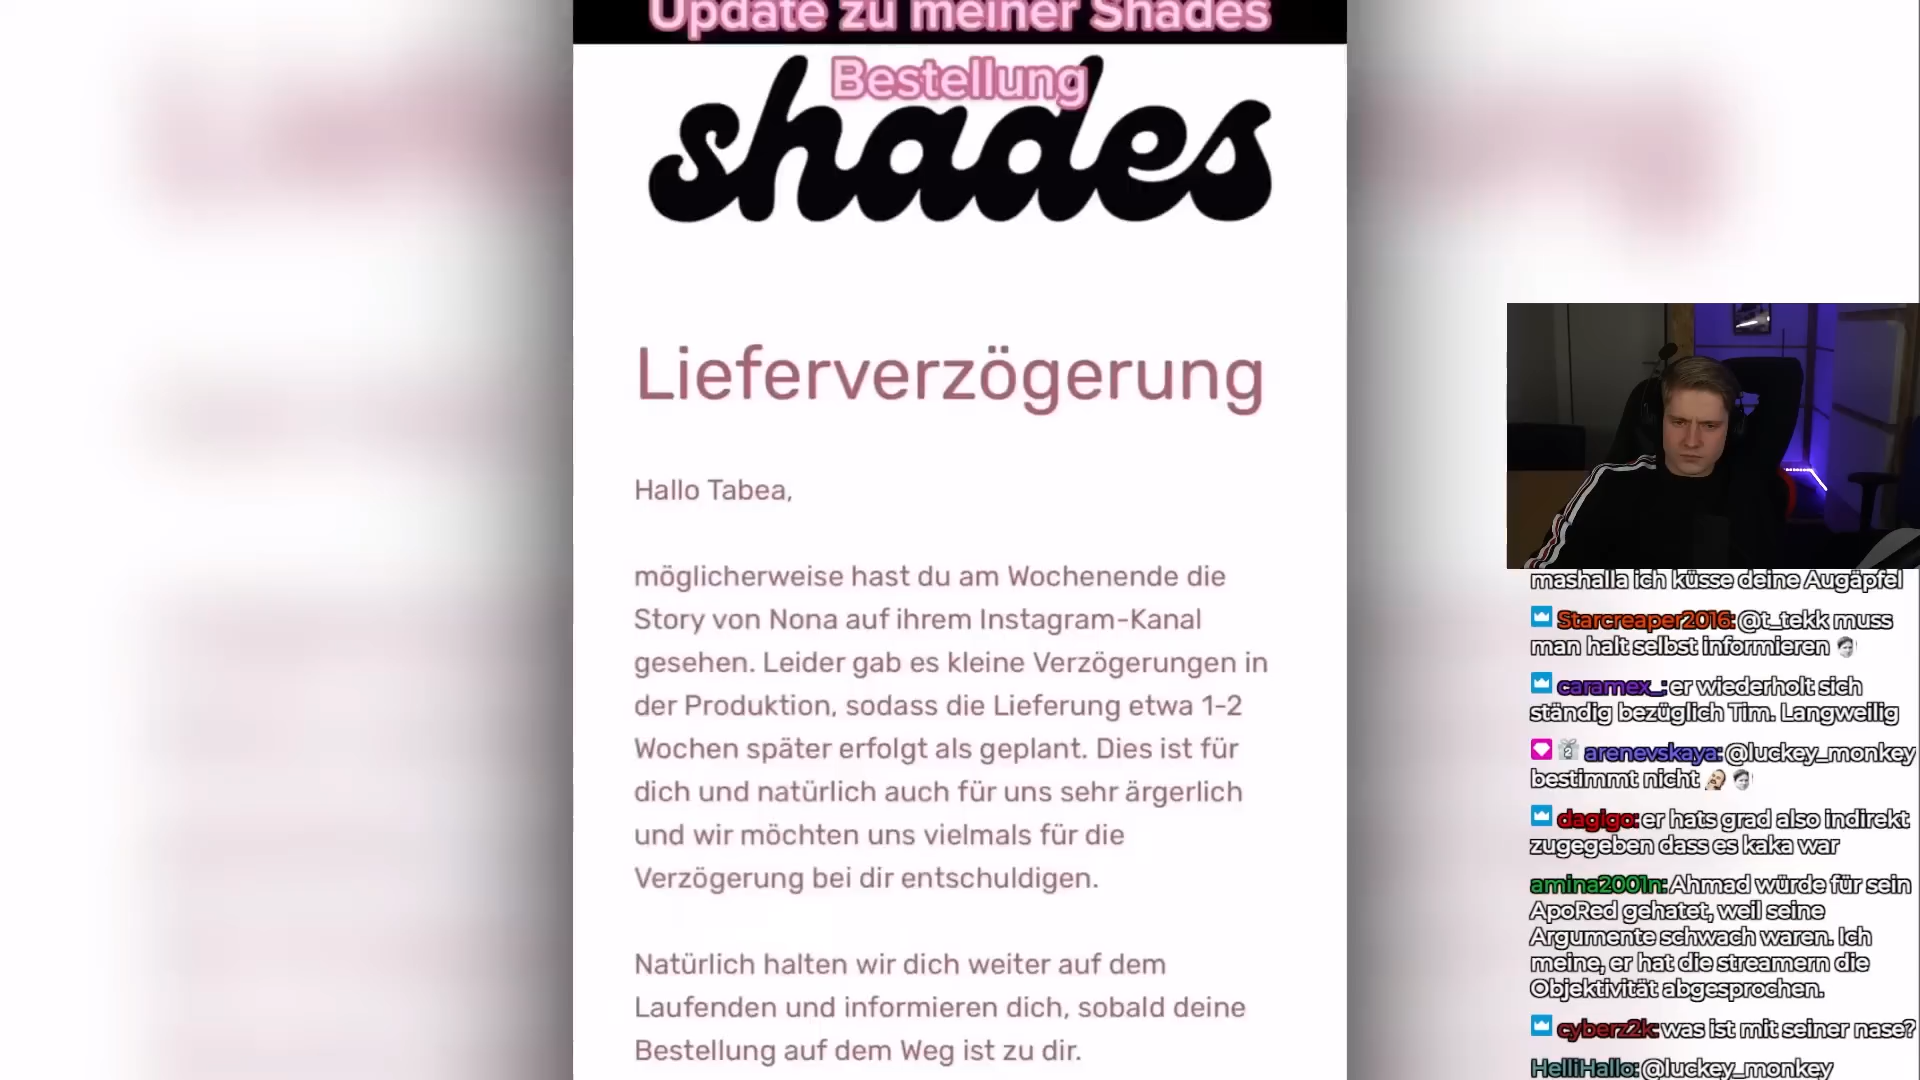 Update zu meiner Shades
Bestellung
shades
Lieferverzögerung
Hallo Tabea,
möglicherweise hast du am Wochenende die
Story von Nona auf ihrem Instagram-Kanal
gesehen. Leider gab es kleine Verzögerungen in
der Produktion, sodass die Lieferung etwa 1-2
Wochen später erfolgt als geplant. Dies ist für
dich und natürlich auch für uns sehr ärgerlich
und wir möchten uns vielmals für die
Verzögerung bei dir entschuldigen.
Natürlich halten wir dich weiter auf dem
Laufenden und informieren dich, sobald deine
Bestellung auf dem Weg ist zu dir.
mashalla ich küsse deine Augäpfel
Starcreaper2016: @t_tekk muss
man halt selbst informieren
caramex_: er wiederholt sich
ständig bezüglich Tim. Langweilig
2 arenevskaya: @luckey_monkey
bestimmt nicht
dagigo: er hats grad also indirekt
zugegeben dass es kaka war
amina2001n: Ahmad würde für sein
ApoRed gehatet, weil seine
Argumente schwach waren. Ich
meine, er hat die streamern die
Objektivität abgesprochen.
cyberz2k: was ist mit seiner nase?
HelliHallo: @luckey_monkey